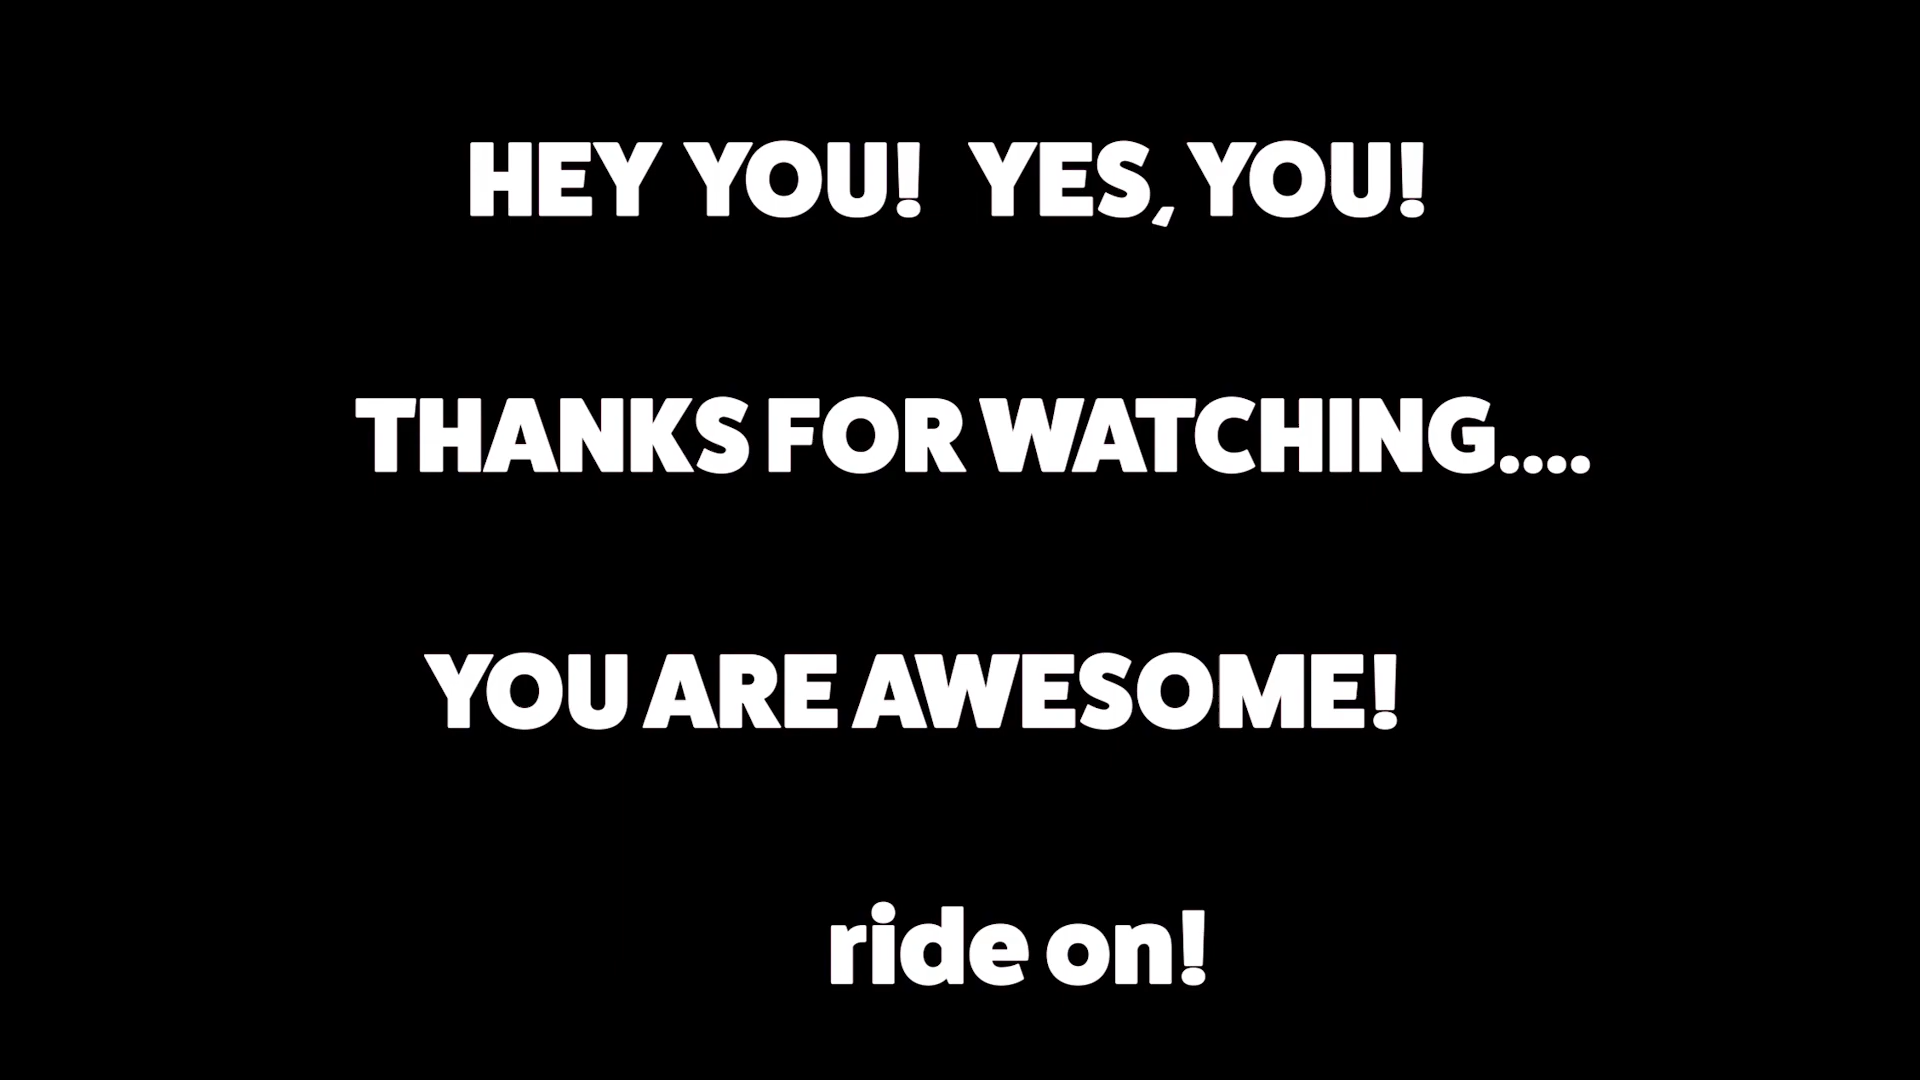 HEY YOU!  YES, YOU!
THANKS FOR WATCHING....
YOU ARE AWESOME!
ride on!